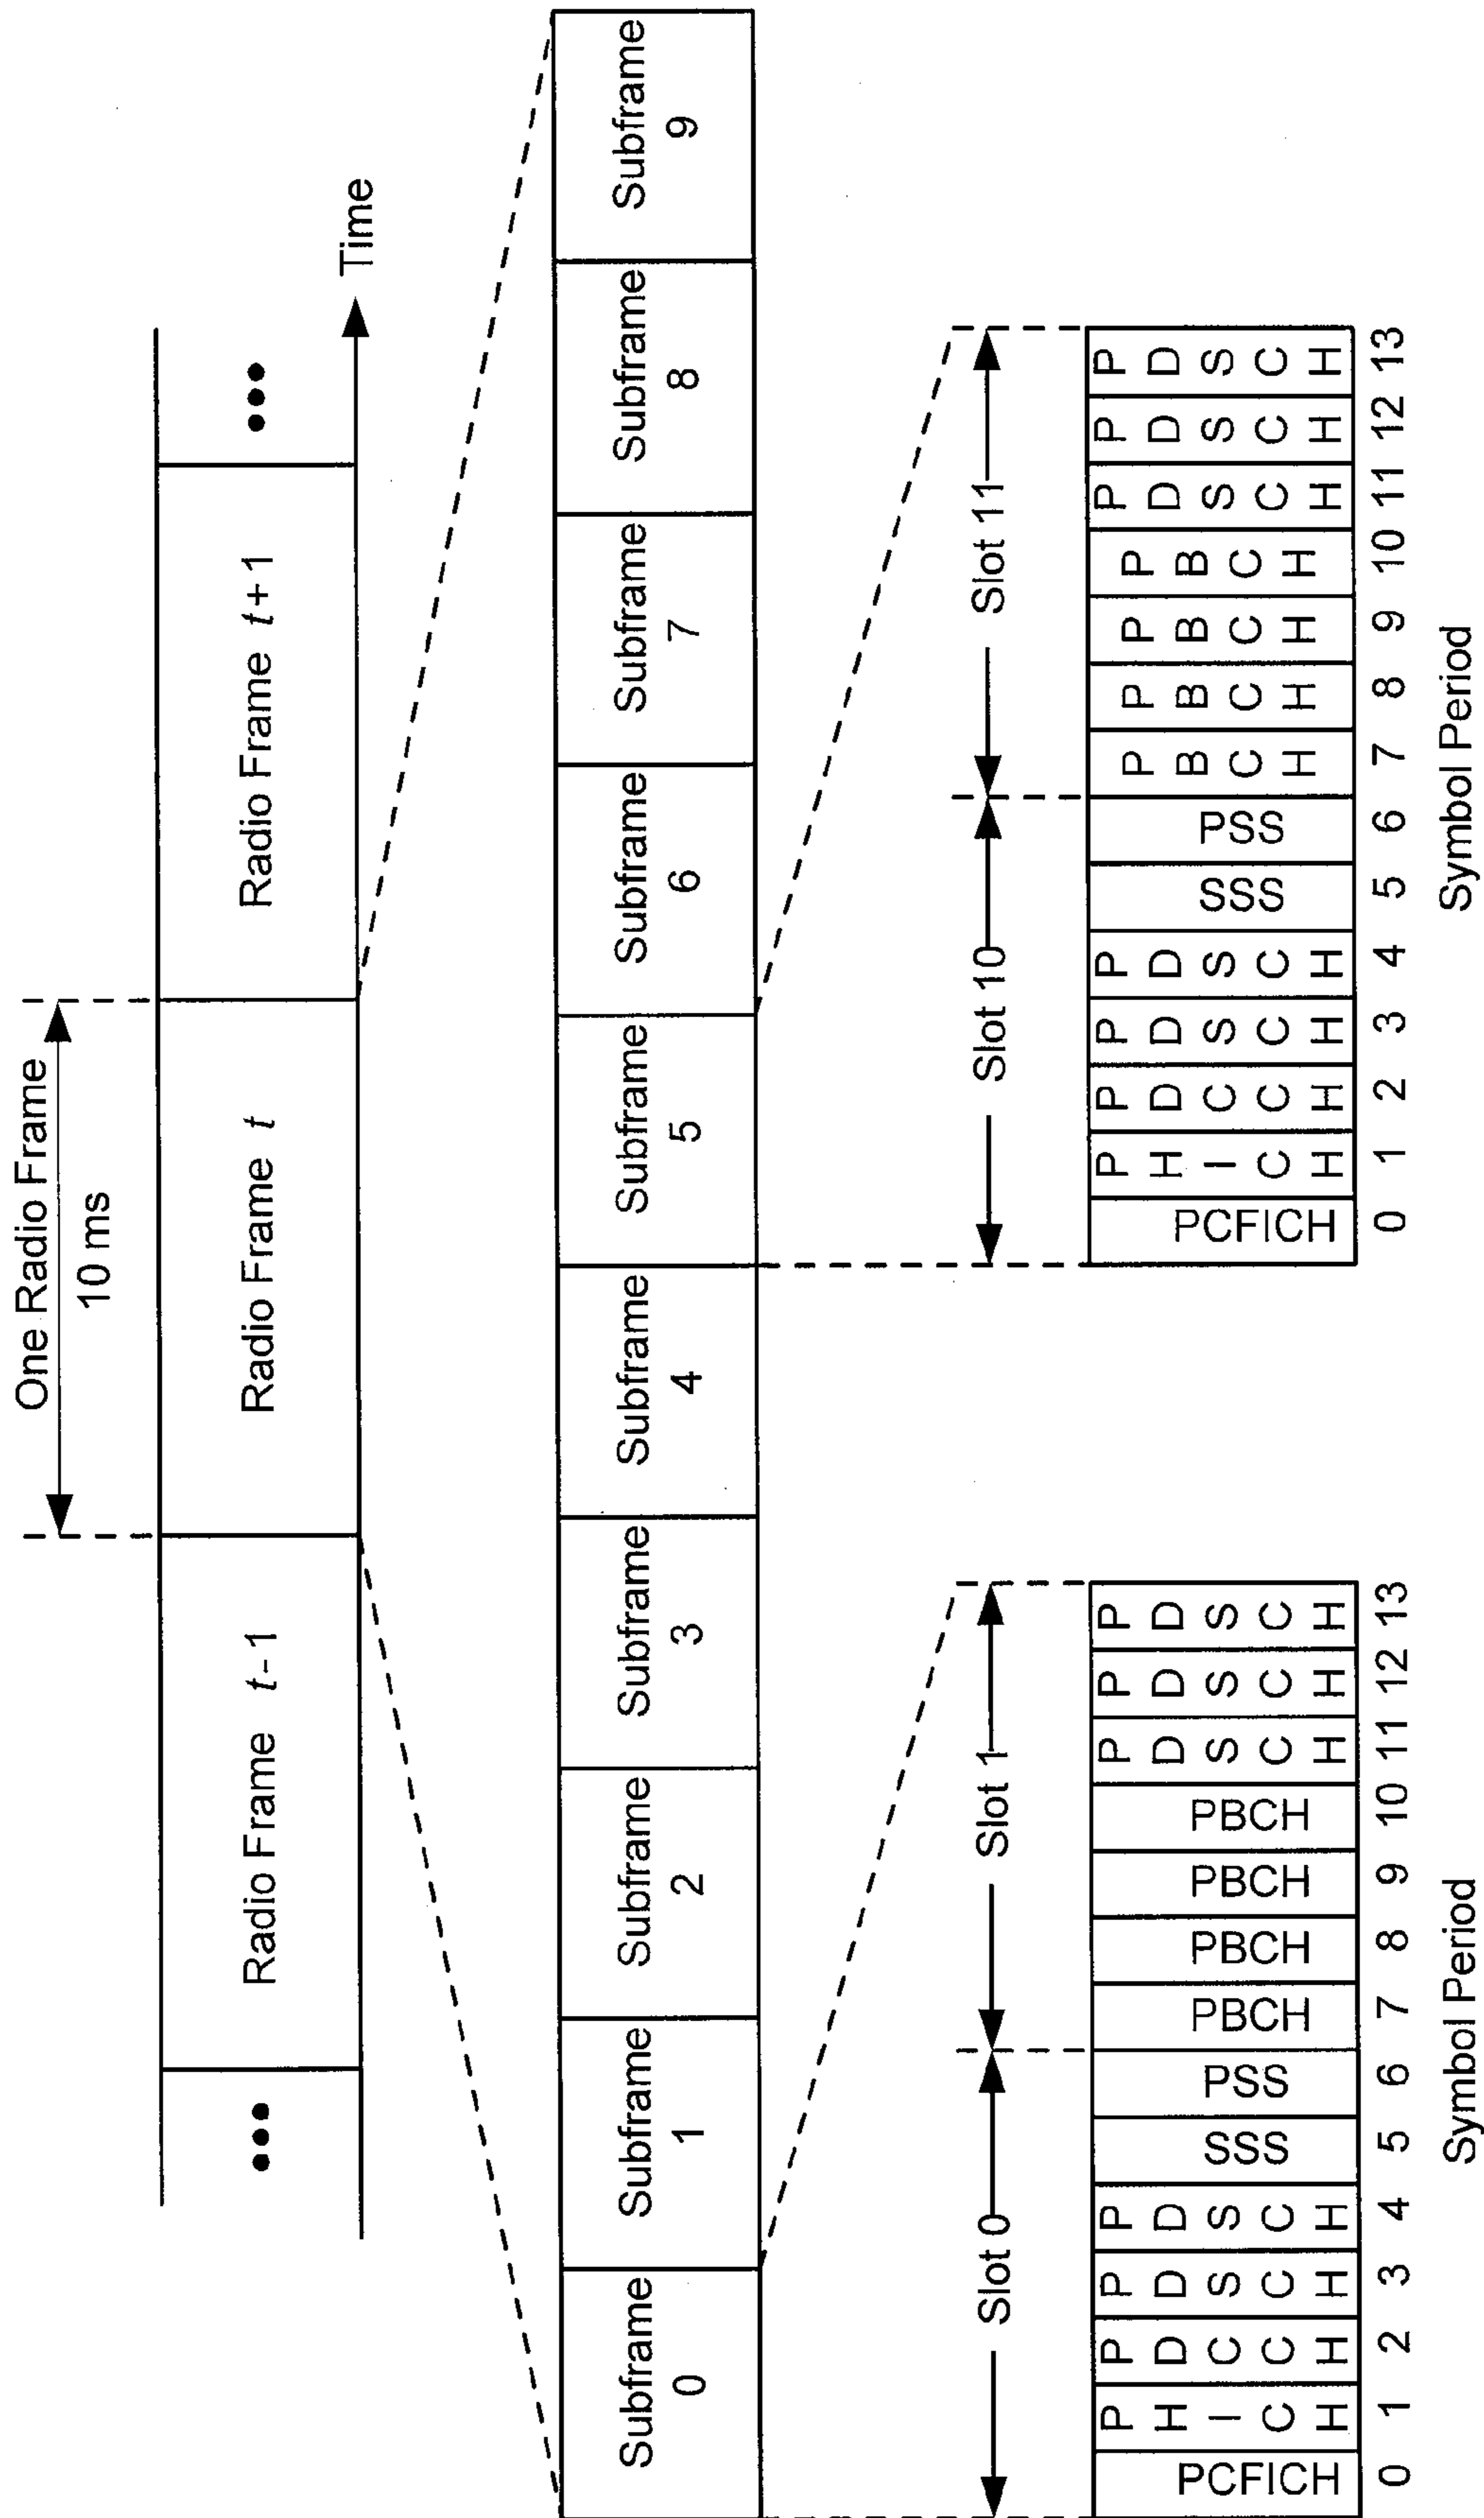 One Radio Frame
10 ms
••• Radio Frame t-1 Radio Frame t Radio Frame t+1 •••
Time
Subframe 0 Subframe 1 Subframe 2 Subframe 3 Subframe 4 Subframe 5 Subframe 6 Subframe 7 Subframe 8 Subframe 9
Slot 0 Slot 1
PCFICH PHICH PDCCH PDSCH PDSCH SSS PSS PBCH PBCH PBCH PBCH PDSCH PDSCH PDSCH
0 1 2 3 4 5 6 7 8 9 10 11 12 13
Symbol Period
Slot 10 Slot 11
PCFICH PHICH PDCCH PDSCH PDSCH SSS PSS PBCH PBCH PBCH PBCH PDSCH PDSCH PDSCH
0 1 2 3 4 5 6 7 8 9 10 11 12 13
Symbol Period